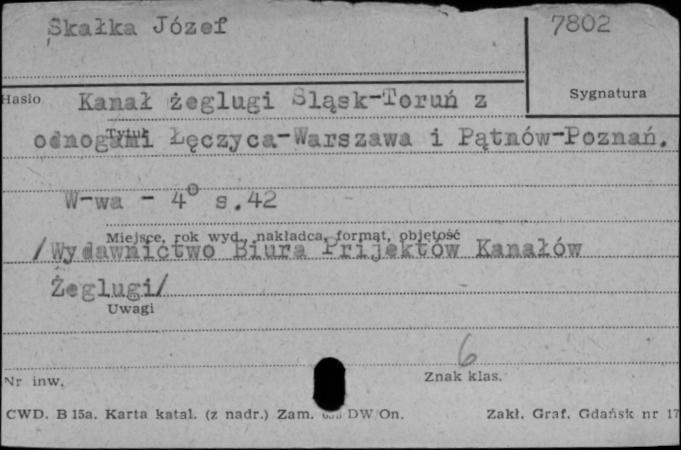 Skałka Józef
7802
Hasło
Sygnatura
Kanał żeglugi Śląsk-Toruń z
Tytuł
odnogami Łęczyca-Warszawa i Pątnów-Poznań.
W-wa - 4° s.42
Miejsce, rok wyd., nakładca, format, objętość
/Wydawnictwo Biura Prijektów Kanałów
Żeglugi/
Uwagi
6
Nr inw.
Znak klas.
CWD. B 15a. Karta katal. (z nadr.) Zam. DW/On.
Zakł. Graf. Gdańsk nr 17